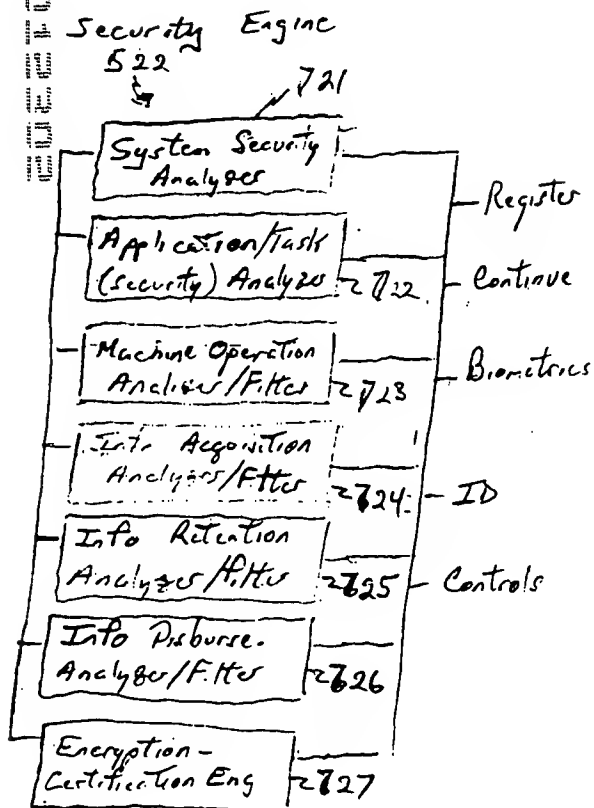 Security Engine
522
721
System Security
Analyzer
Register
Application/Task
(Security) Analyzer
722
Continue
Machine Operation
Analyzer/Filter
723
Biometrics
Info Acquisition
Analyzer/Filter
724
ID
Info Retention
Analyzer/Filter
725
Controls
Info Disburse.
Analyzer/Filter
726
Encryption-
Certification Eng
727